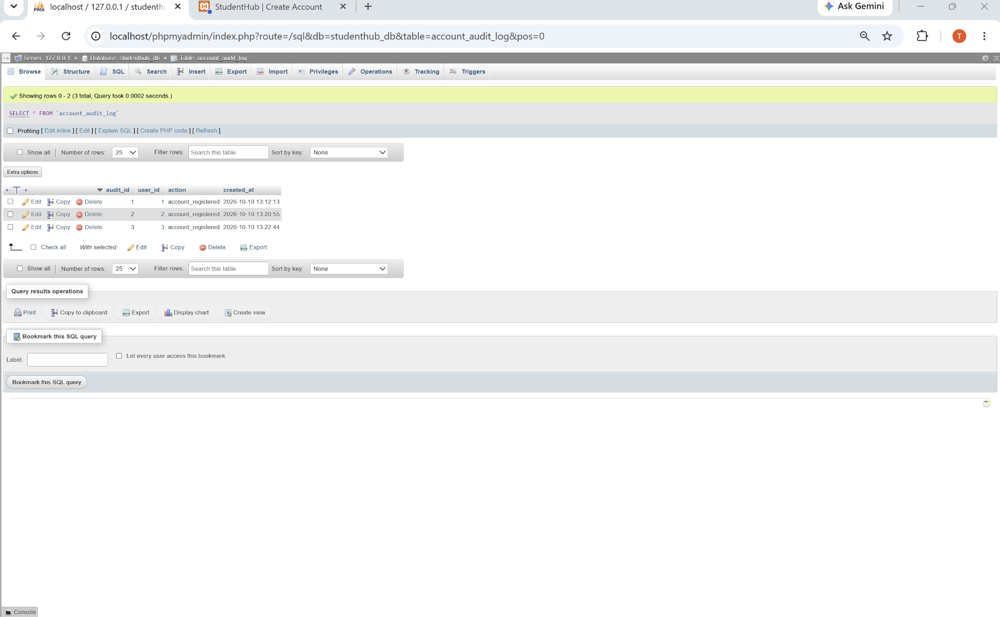 localhost / 127.0.0.1 / studenth
StudentHub | Create Account
Ask Gemini
localhost/phpmyadmin/index.php?route=/sql&db=studenthub_db&table=account_audit_log&pos=0
T
Server: 127.0.0.1 » Database: studenthub_db » Table: account_audit_log
Browse Structure SQL Search Insert Export Import Privileges Operations Tracking Triggers
Showing rows 0 - 2 (3 total, Query took 0.0002 seconds.)
SELECT * FROM `account_audit_log`
Profiling [ Edit inline ] [ Edit ] [ Explain SQL ] [ Create PHP code ] [ Refresh ]
Show all | Number of rows: 25 Filter rows: Search this table Sort by key: None
Extra options
←T→ audit_id user_id action created_at
Edit Copy Delete 1 1 account_registered 2026-10-10 13:12:13
Edit Copy Delete 2 2 account_registered 2026-10-10 13:20:55
Edit Copy Delete 3 3 account_registered 2026-10-10 13:22:44
Check all With selected: Edit Copy Delete Export
Show all | Number of rows: 25 Filter rows: Search this table Sort by key: None
Query results operations
Print Copy to clipboard Export Display chart Create view
Bookmark this SQL query
Label: Let every user access this bookmark
Bookmark this SQL query
Console